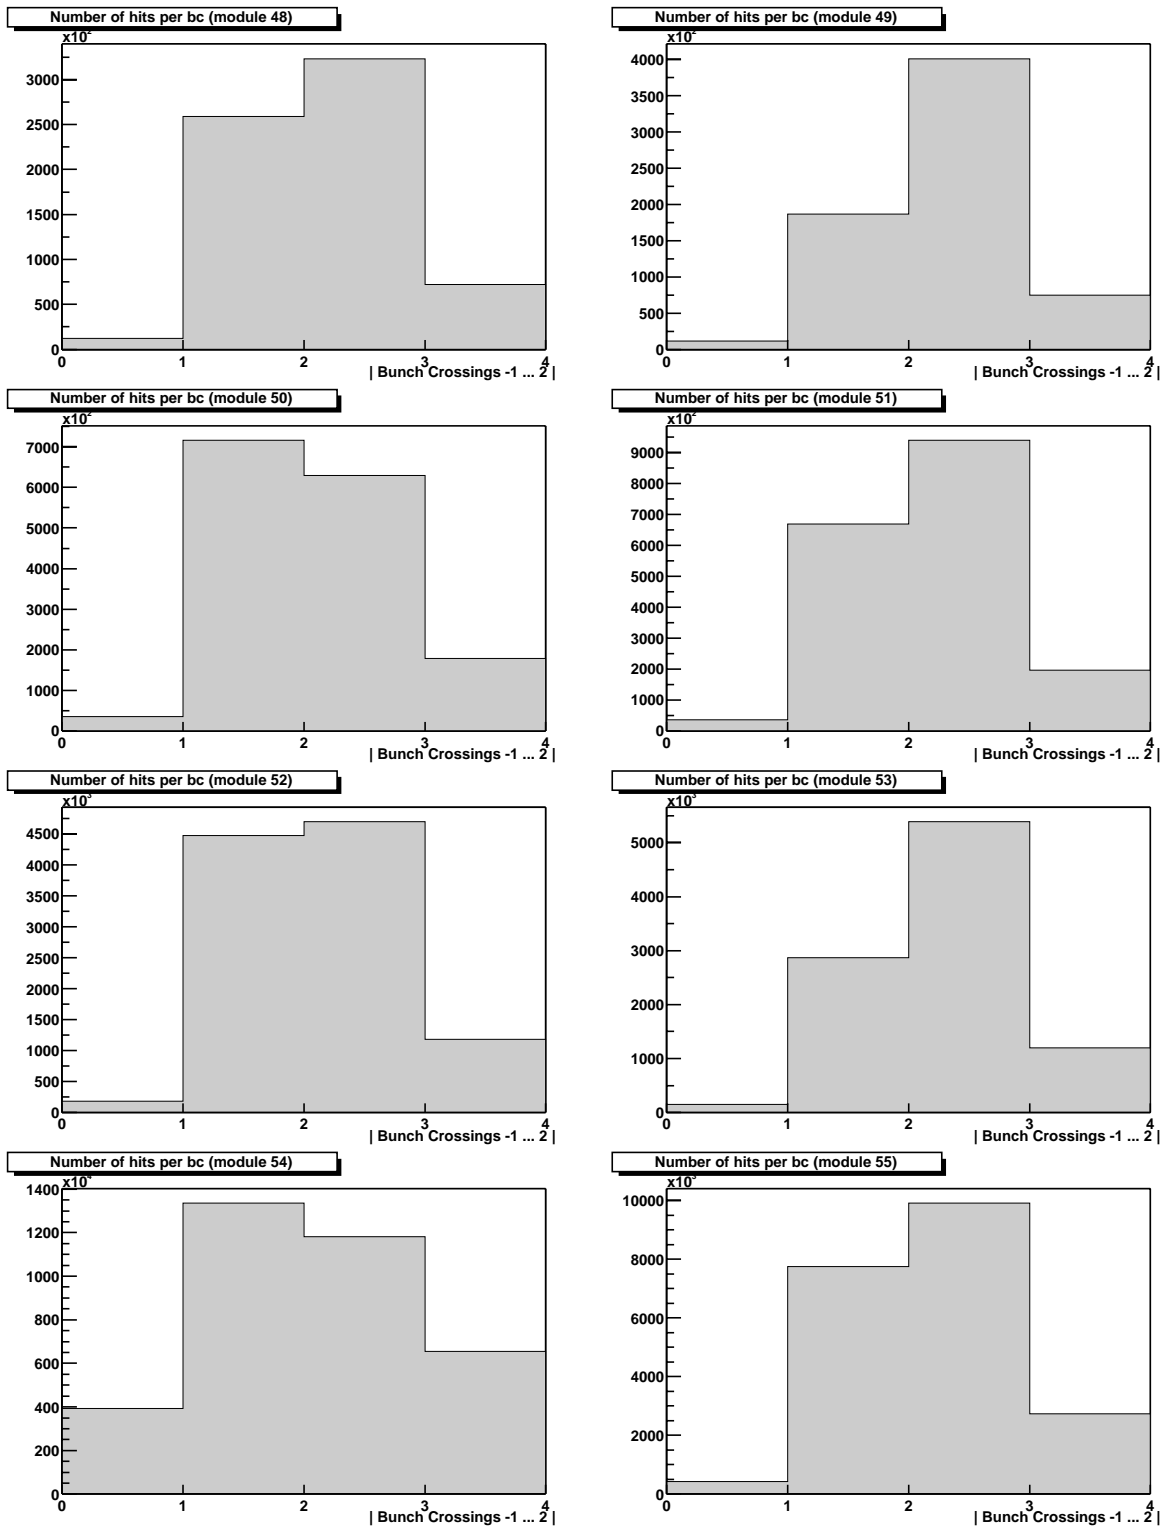 Number of hits per bc (module 48)
x10²
3000
2500
2000
1500
1000
500
0
0 1 2 3 4
| Bunch Crossings -1 ... 2 |
Number of hits per bc (module 49)
x10²
4000
3500
3000
2500
2000
1500
1000
500
0
0 1 2 3 4
| Bunch Crossings -1 ... 2 |
Number of hits per bc (module 50)
x10²
7000
6000
5000
4000
3000
2000
1000
0
0 1 2 3 4
| Bunch Crossings -1 ... 2 |
Number of hits per bc (module 51)
x10²
9000
8000
7000
6000
5000
4000
3000
2000
1000
0
0 1 2 3 4
| Bunch Crossings -1 ... 2 |
Number of hits per bc (module 52)
x10³
4500
4000
3500
3000
2500
2000
1500
1000
500
0
0 1 2 3 4
| Bunch Crossings -1 ... 2 |
Number of hits per bc (module 53)
x10³
5000
4000
3000
2000
1000
0
0 1 2 3 4
| Bunch Crossings -1 ... 2 |
Number of hits per bc (module 54)
x10⁴
1400
1200
1000
800
600
400
200
0
0 1 2 3 4
| Bunch Crossings -1 ... 2 |
Number of hits per bc (module 55)
x10³
10000
8000
6000
4000
2000
0
0 1 2 3 4
| Bunch Crossings -1 ... 2 |